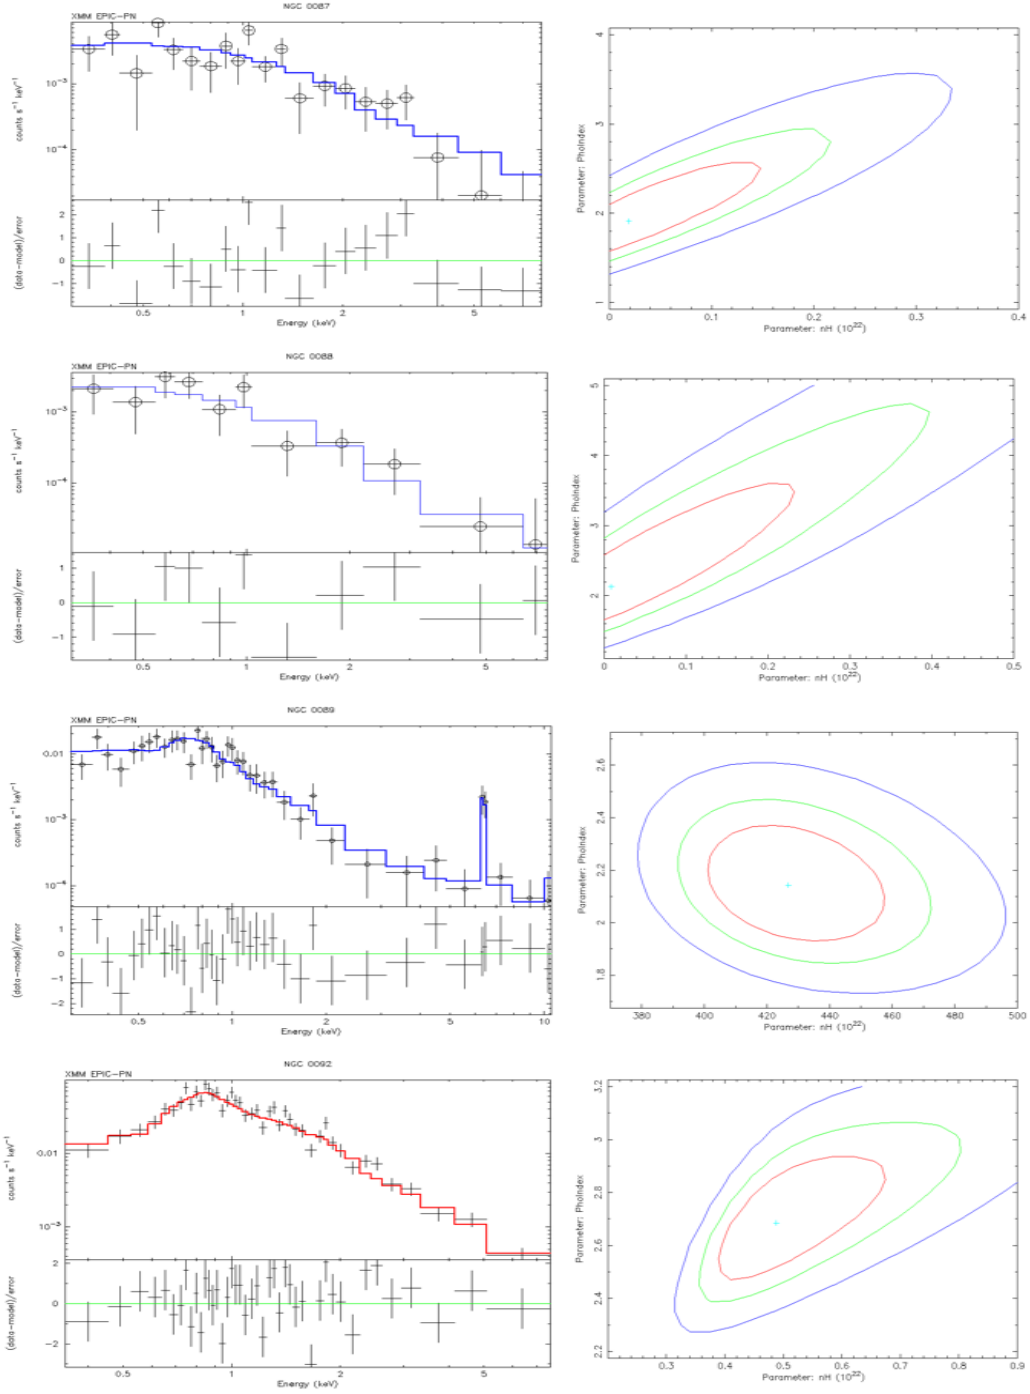 NGC 0087
XMM EPIC-PN
counts s⁻¹ keV⁻¹
10⁻³
10⁻⁴
(data-model)/error
2
1
0
-1
0.5 1 2 5
Energy (keV)
Parameter: PhoIndex
4
3
2
1
0 0.1 0.2 0.3 0.4
Parameter: nH (10²²)
NGC 0088
XMM EPIC-PN
counts s⁻¹ keV⁻¹
10⁻³
10⁻⁴
(data-model)/error
1
0
-1
0.5 1 2 5
Energy (keV)
Parameter: PhoIndex
5
4
3
2
0 0.1 0.2 0.3 0.4 0.5
Parameter: nH (10²²)
NGC 0089
XMM EPIC-PN
counts s⁻¹ keV⁻¹
0.01
10⁻³
10⁻⁴
(data-model)/error
1
0
-1
-2
0.5 1 2 5 10
Energy (keV)
Parameter: PhoIndex
2.6
2.4
2.2
2
1.8
380 400 420 440 460 480 500
Parameter: nH (10²²)
NGC 0092
XMM EPIC-PN
counts s⁻¹ keV⁻¹
0.01
10⁻³
(data-model)/error
2
0
-2
0.5 1 2 5
Energy (keV)
Parameter: PhoIndex
3.2
3
2.8
2.6
2.4
2.2
0.3 0.4 0.5 0.6 0.7 0.8 0.9
Parameter: nH (10²²)